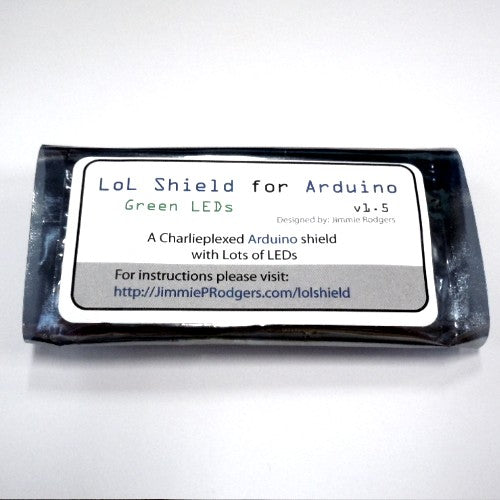 LoL Shield for Arduino
Green LEDs
v1.5
Designed by: Jimmie Rodgers
A Charlieplexed Arduino shield
with Lots of LEDs
For instructions please visit:
http://JimmiePRodgers.com/lolshield